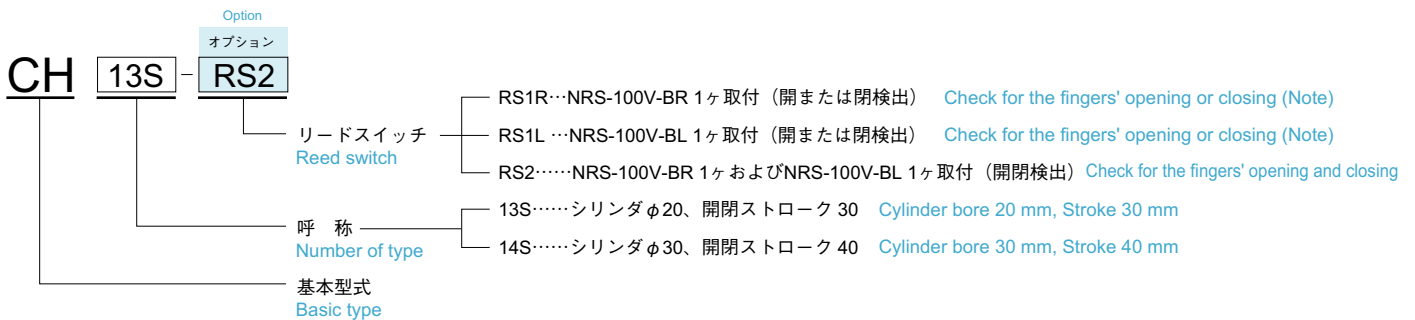 Option
オプション
CH 13S - RS2
RS1R…NRS-100V-BR 1ヶ取付（開または閉検出） Check for the fingers' opening or closing (Note)
リードスイッチ
Reed switch
RS1L …NRS-100V-BL 1ヶ取付（開または閉検出） Check for the fingers' opening or closing (Note)
RS2……NRS-100V-BR 1ヶおよびNRS-100V-BL 1ヶ取付（開閉検出） Check for the fingers' opening and closing
13S……シリンダφ20、開閉ストローク 30 Cylinder bore 20 mm, Stroke 30 mm
呼　称
Number of type
14S……シリンダφ30、開閉ストローク 40 Cylinder bore 30 mm, Stroke 40 mm
基本型式
Basic type